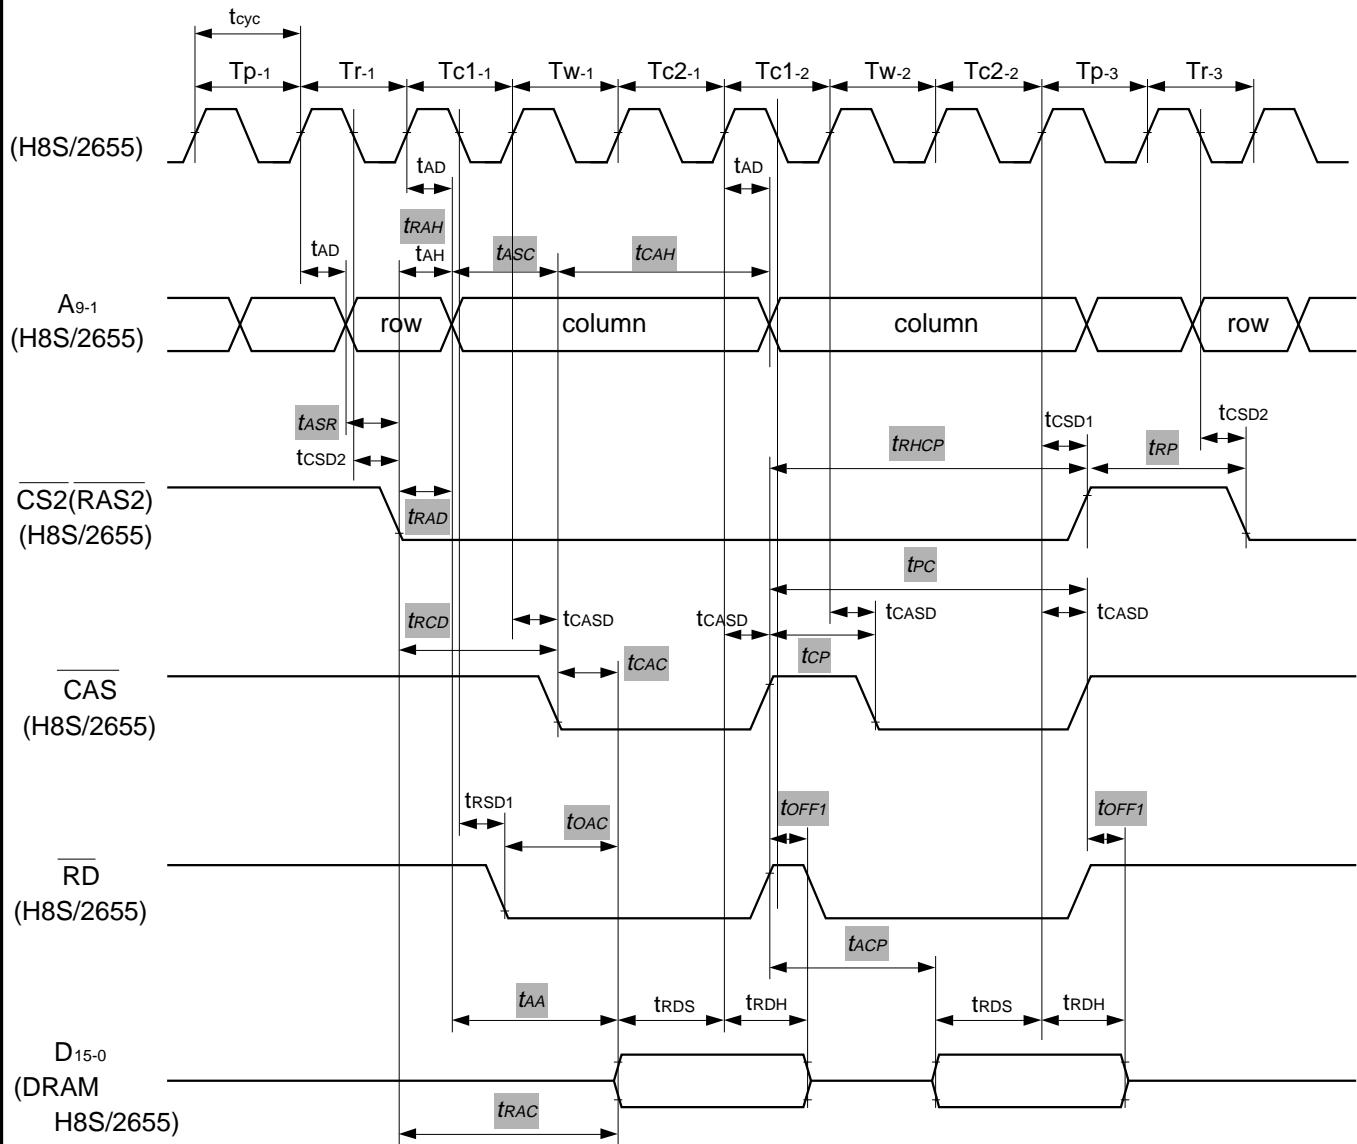 tcyc
Tp-1 Tr-1 Tc1-1 Tw-1 Tc2-1 Tc1-2 Tw-2 Tc2-2 Tp-3 Tr-3
(H8S/2655)
tAD tAD
tRAH
tAD tAH tASC tCAH
A9-1
(H8S/2655)
row column column row
tASR tCSD1 tCSD2
tRHCP tRP
tCSD2
CS2(RAS2)
(H8S/2655)
tRAD
tPC
tRCD tCASD tCASD tCASD tCASD
tCAC tCP
CAS
(H8S/2655)
tRSD1 tOFF1 tOFF1
tOAC
RD
(H8S/2655)
tACP
tAA tRDS tRDH tRDS tRDH
D15-0
(DRAM
H8S/2655)
tRAC